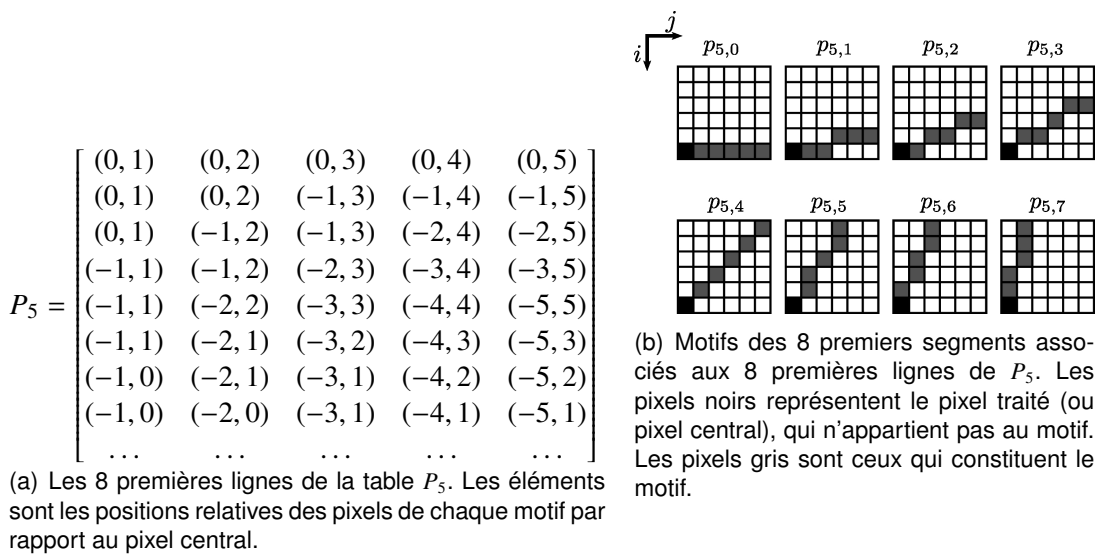 P₅ =
(0, 1) (0, 2) (0, 3) (0, 4) (0, 5)
(0, 1) (0, 2) (−1, 3) (−1, 4) (−1, 5)
(0, 1) (−1, 2) (−1, 3) (−2, 4) (−2, 5)
(−1, 1) (−1, 2) (−2, 3) (−3, 4) (−3, 5)
(−1, 1) (−2, 2) (−3, 3) (−4, 4) (−5, 5)
(−1, 1) (−2, 1) (−3, 2) (−4, 3) (−5, 3)
(−1, 0) (−2, 1) (−3, 1) (−4, 2) (−5, 2)
(−1, 0) (−2, 0) (−3, 1) (−4, 1) (−5, 1)
... ... ... ... ...
(a) Les 8 premières lignes de la table P₅. Les éléments
sont les positions relatives des pixels de chaque motif par
rapport au pixel central.
j
i
p₅,₀ p₅,₁ p₅,₂ p₅,₃
p₅,₄ p₅,₅ p₅,₆ p₅,₇
(b) Motifs des 8 premiers segments asso-
ciés aux 8 premières lignes de P₅. Les
pixels noirs représentent le pixel traité (ou
pixel central), qui n'appartient pas au motif.
Les pixels gris sont ceux qui constituent le
motif.